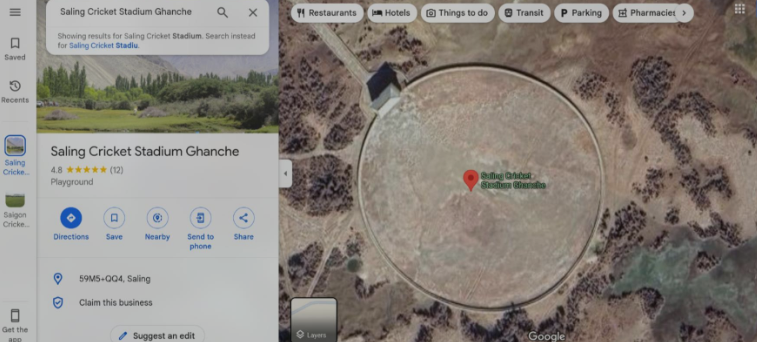 Saling Cricket Stadium Ghanche
Showing results for Saling Cricket Stadium. Search instead
for Saling Cricket Stadiu.
Restaurants
Hotels
Things to do
Transit
Parking
Pharmacies
Saved
Recents
Saling
Cricke...
Saigon
Cricke...
Get the
app
Saling Cricket Stadium Ghanche
4.8 ★★★★★ (12)
Playground
Directions
Save
Nearby
Send to
phone
Share
59M5+QQ4, Saling
Claim this business
Suggest an edit
Saling Cricket
Stadium Ghanche
Layers
Google